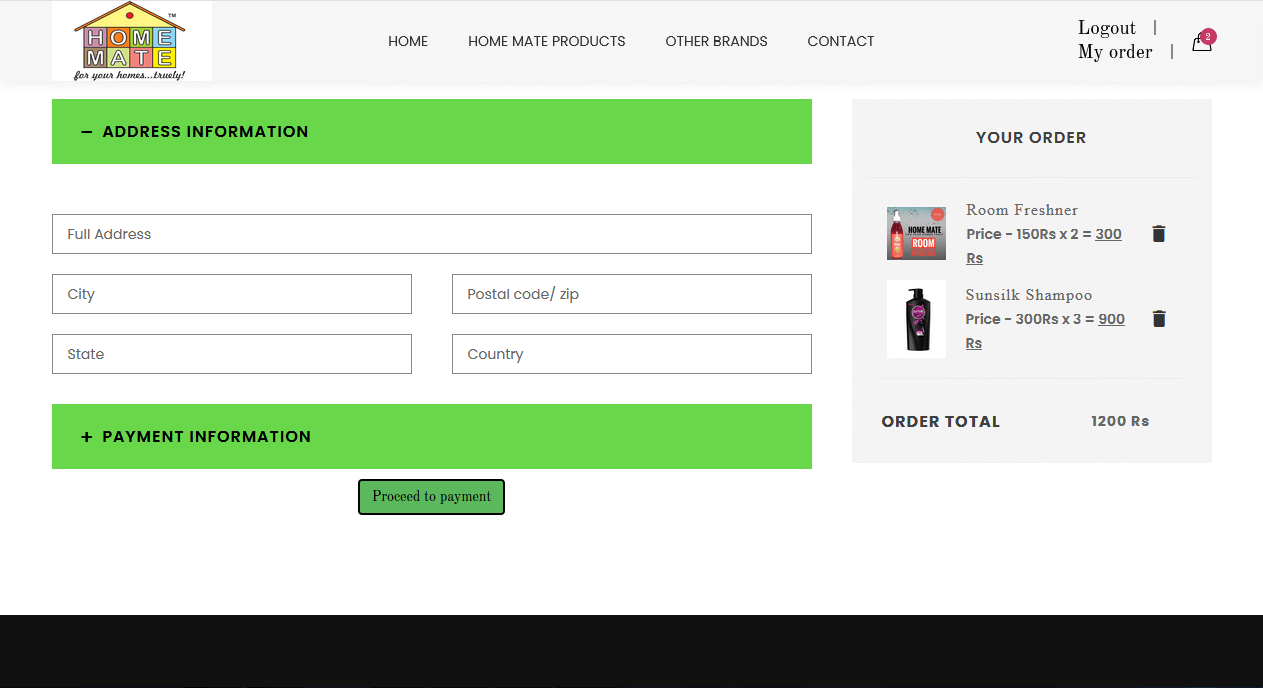 HOME
MATE
TM
for your homes...truely!
HOME
HOME MATE PRODUCTS
OTHER BRANDS
CONTACT
Logout |
My order |
2
− ADDRESS INFORMATION
Full Address
City
Postal code/ zip
State
Country
+ PAYMENT INFORMATION
Proceed to payment
YOUR ORDER
HOME MATE
ROOM
Room Freshner
Price - 150Rs x 2 = 300
Rs
Sunsilk Shampoo
Price - 300Rs x 3 = 900
Rs
ORDER TOTAL
1200 Rs